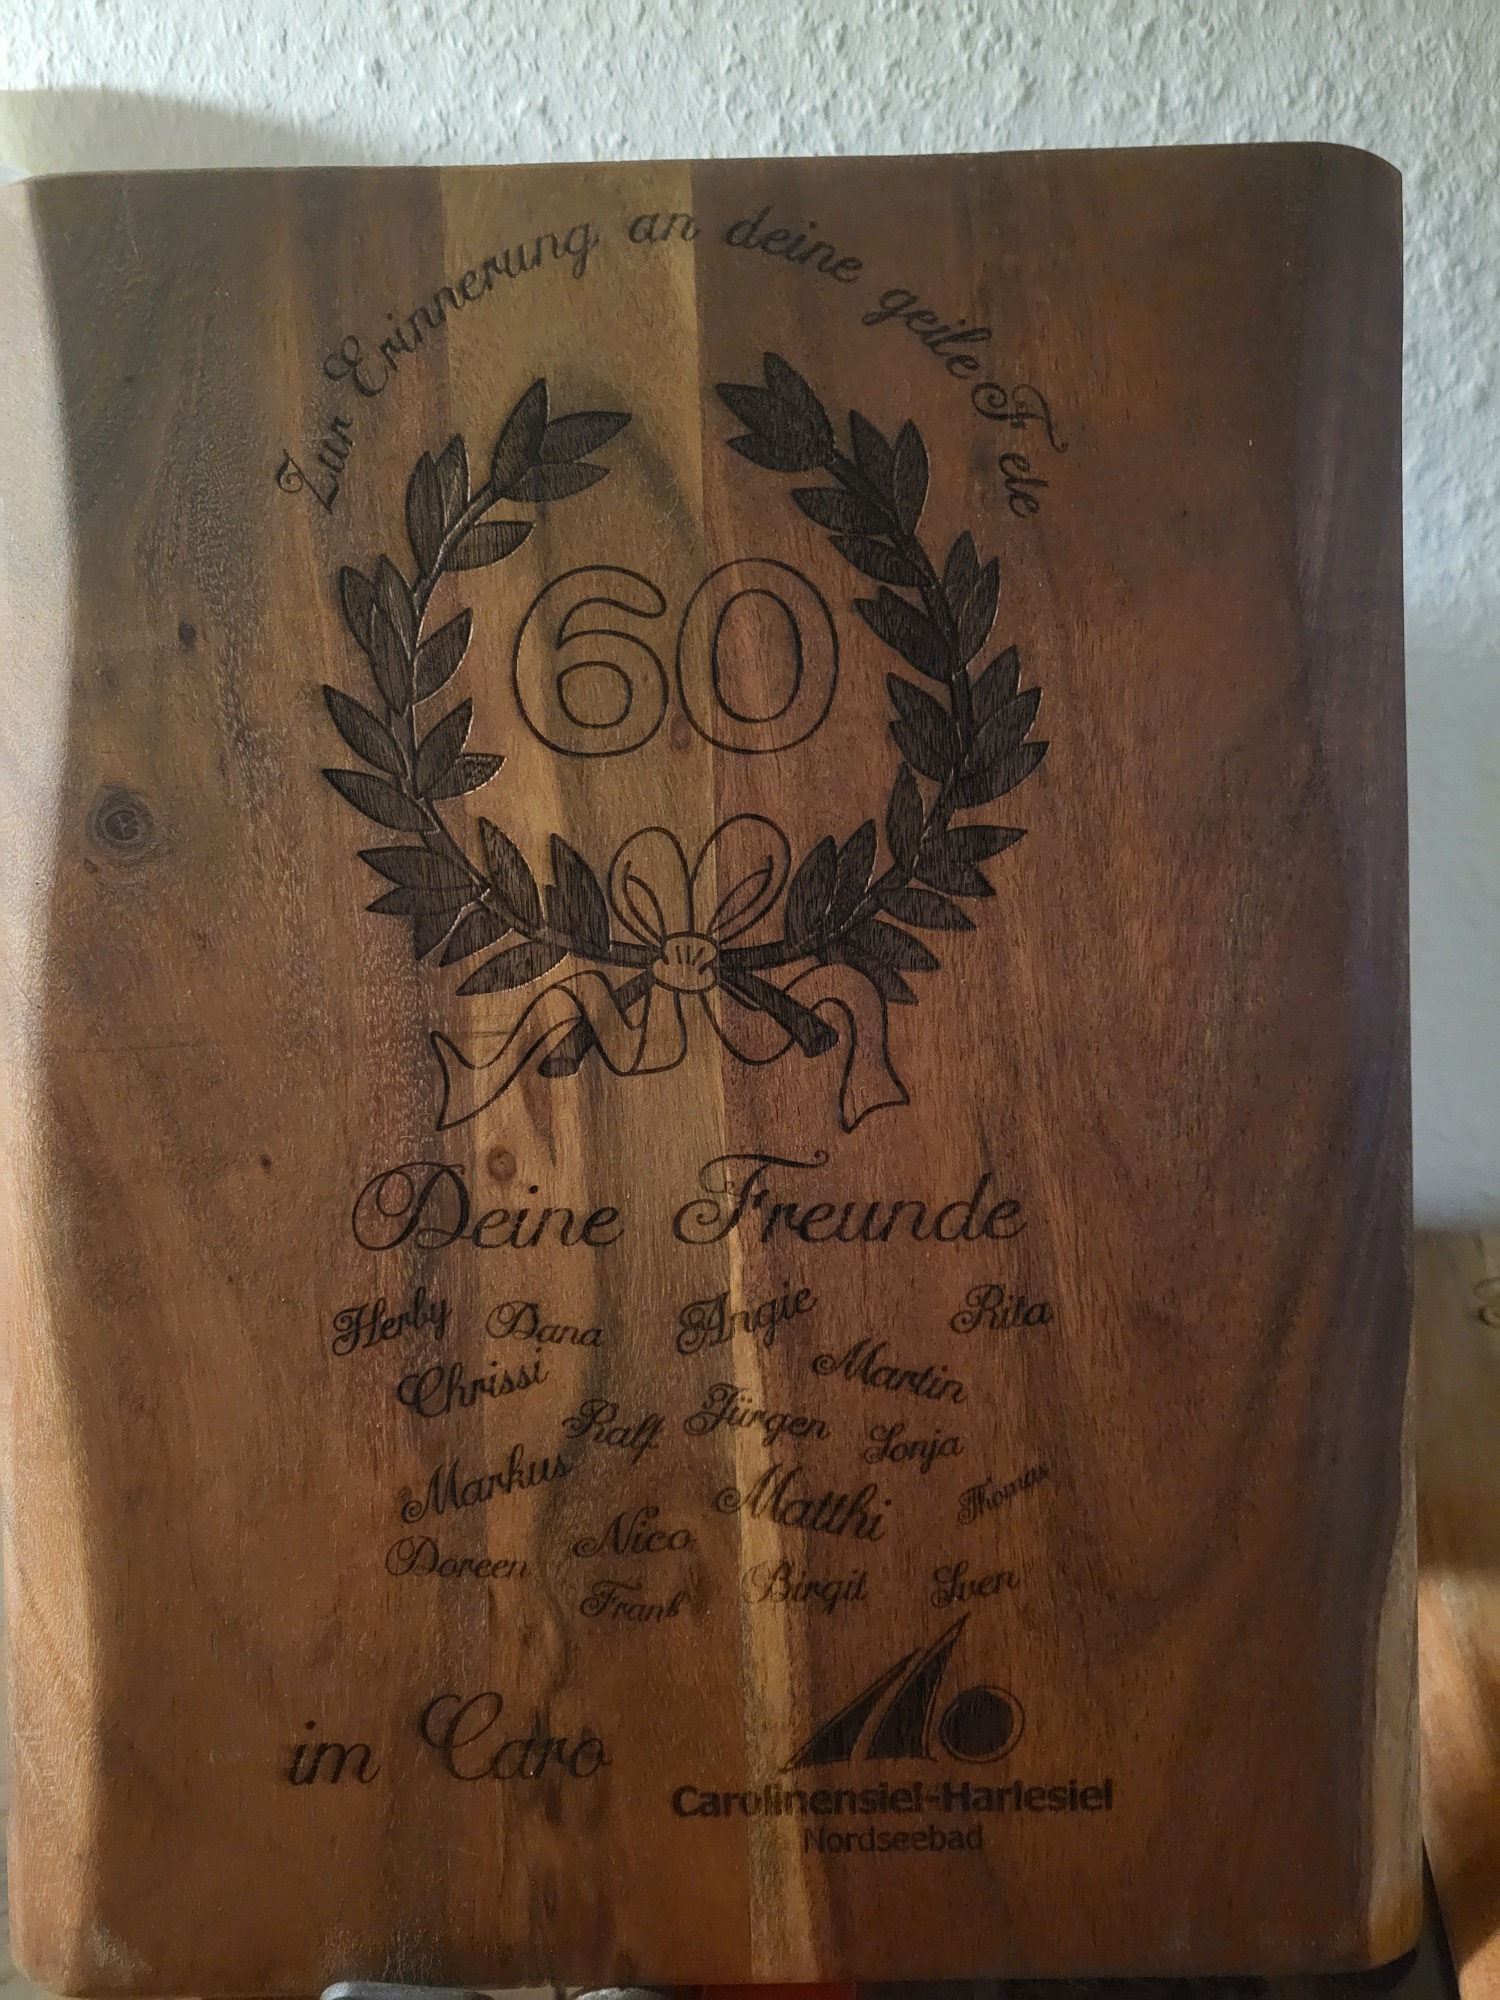 Zur Erinnerung an deine geile Fete
60
Deine Freunde
Herby Dana Angie Rita
Chrissi Martin
Ralf Jürgen Sonja
Markus Matthi Thomas
Doreen Nico
Frank Birgit Sven
im Caro
Carolinensiel-Harlesiel
Nordseebad